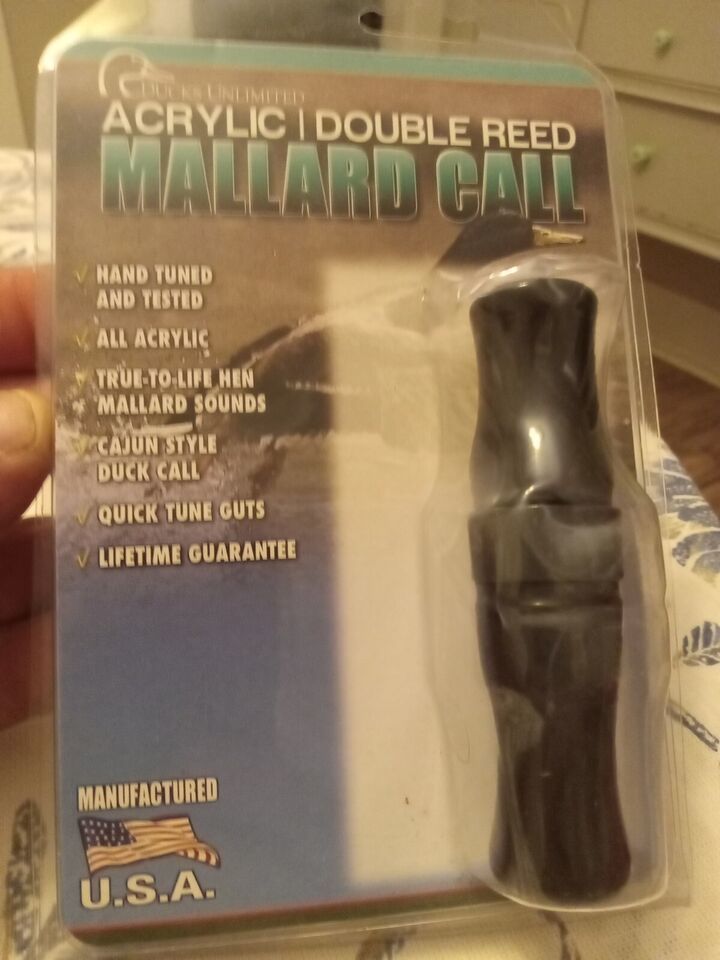 DUCKS UNLIMITED
ACRYLIC | DOUBLE REED
MALLARD CALL
HAND TUNED
AND TESTED
ALL ACRYLIC
TRUE-TO-LIFE HEN
MALLARD SOUNDS
CAJUN STYLE
DUCK CALL
QUICK TUNE GUTS
LIFETIME GUARANTEE
MANUFACTURED
U.S.A.